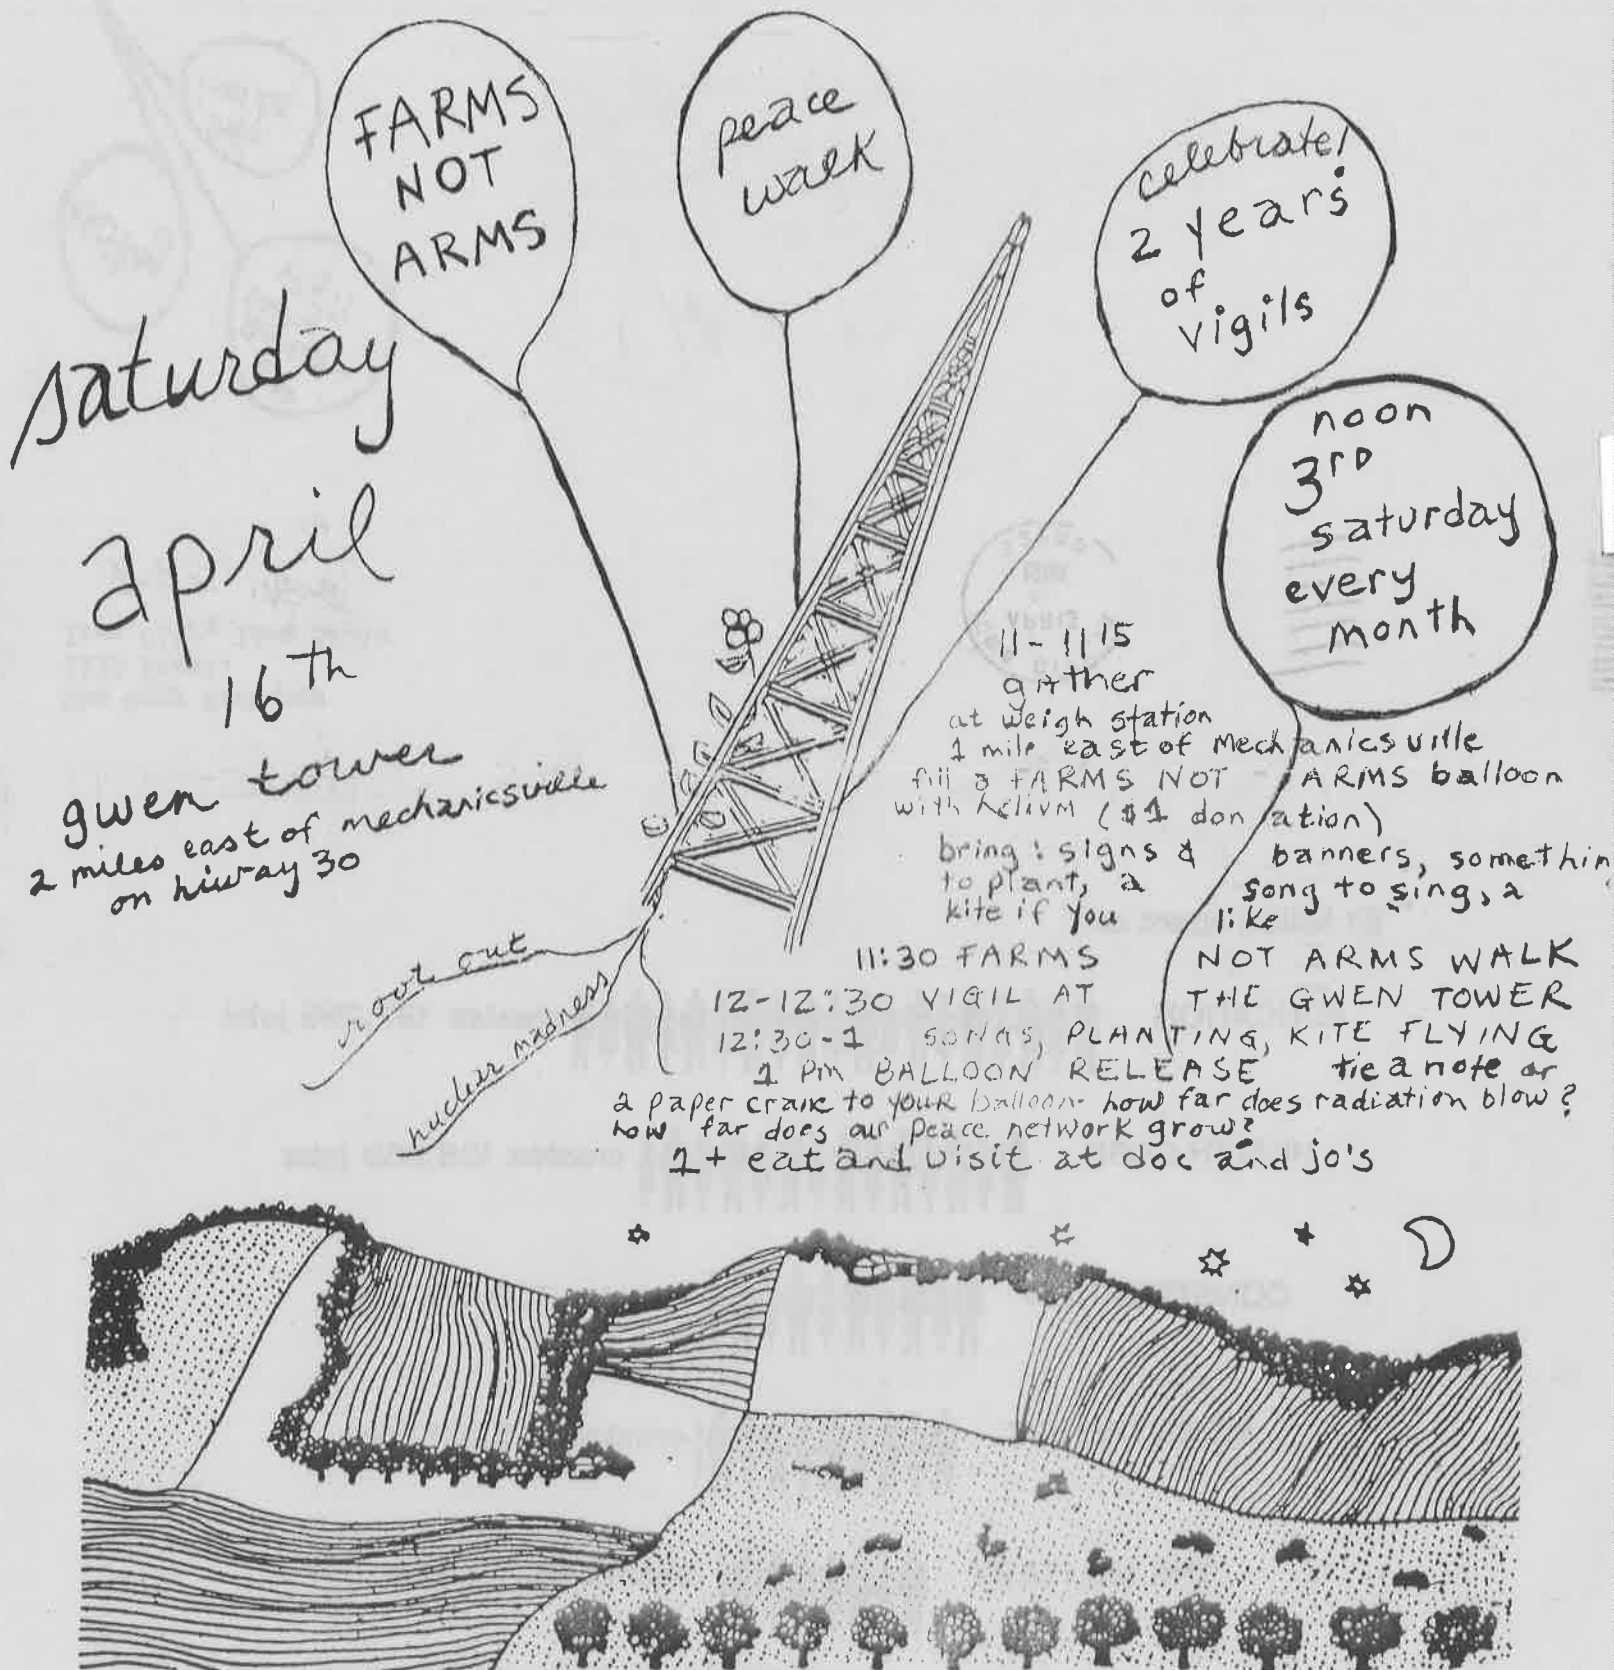 FARMS
NOT
ARMS
peace
walk
celebrate!
2 years
of
vigils
noon
3RD
saturday
every
month
saturday
april
16th
gwen tower
2 miles east of mechanicsville
on hiway 30
root out
nuclear madness
11-11 15
gather
at weigh station
1 mile east of mechanicsville
fill a FARMS NOT ARMS balloon
with helium ($1 donation)
bring: signs & banners, somethin
to plant, a song to sing, a
kite if you like
11:30 FARMS NOT ARMS WALK
12-12:30 VIGIL AT THE GWEN TOWER
12:30-1 SONGS, PLANTING, KITE FLYING
1 PM BALLOON RELEASE tie a note or
a paper crane to your balloon. how far does radiation blow?
how far does our peace network grow?
1+ eat and visit at doc and jo's